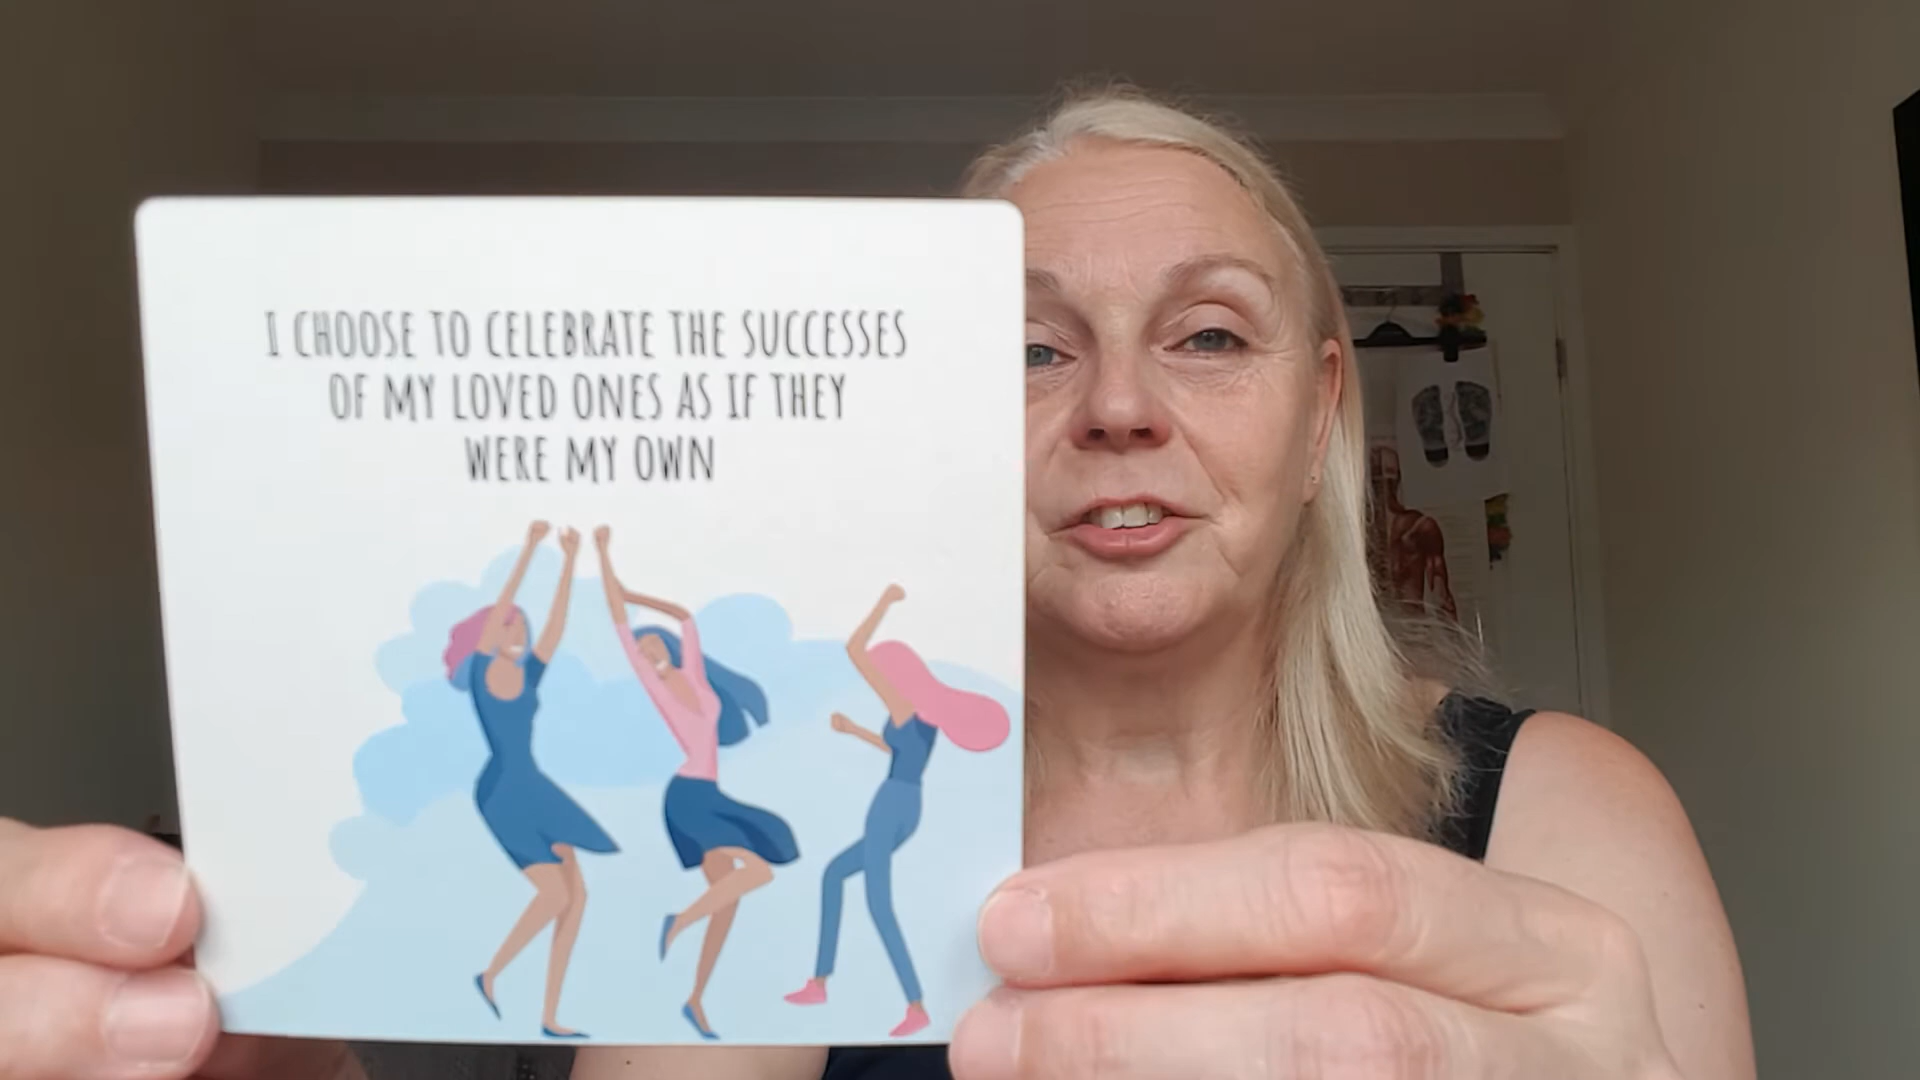 I CHOOSE TO CELEBRATE THE SUCCESSES
OF MY LOVED ONES AS IF THEY
WERE MY OWN